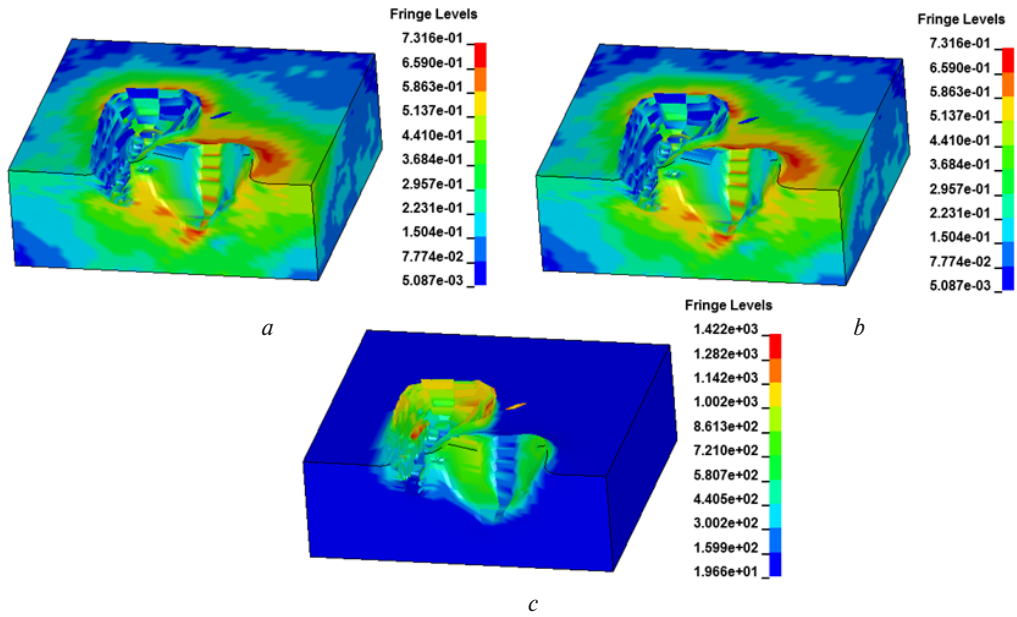 Fringe Levels
7.316e-01
6.590e-01
5.863e-01
5.137e-01
4.410e-01
3.684e-01
2.957e-01
2.231e-01
1.504e-01
7.774e-02
5.087e-03
a
Fringe Levels
7.316e-01
6.590e-01
5.863e-01
5.137e-01
4.410e-01
3.684e-01
2.957e-01
2.231e-01
1.504e-01
7.774e-02
5.087e-03
b
Fringe Levels
1.422e+03
1.282e+03
1.142e+03
1.002e+03
8.613e+02
7.210e+02
5.807e+02
4.405e+02
3.002e+02
1.599e+02
1.966e+01
c